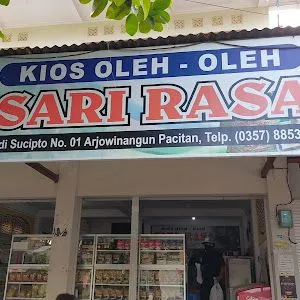 KIOS OLEH - OLEH
SARI RASA
di Sucipto No. 01 Arjowinangun Pacitan, Telp. (0357) 8853